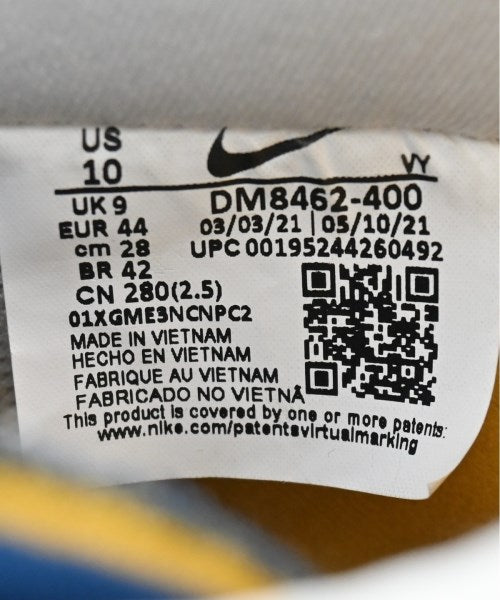 US
10
VY
UK 9
DM8462-400
EUR 44
03/03/21 | 05/10/21
cm 28
UPC 00195244260492
BR 42
CN 280(2.5)
01XGME3NCNPC2
MADE IN VIETNAM
HECHO EN VIETNAM
FABRIQUE AU VIETNAM
FABRICADO NO VIETNÃ
This product is covered by one or more patents:
www.nike.com/patentsvirtualmarking